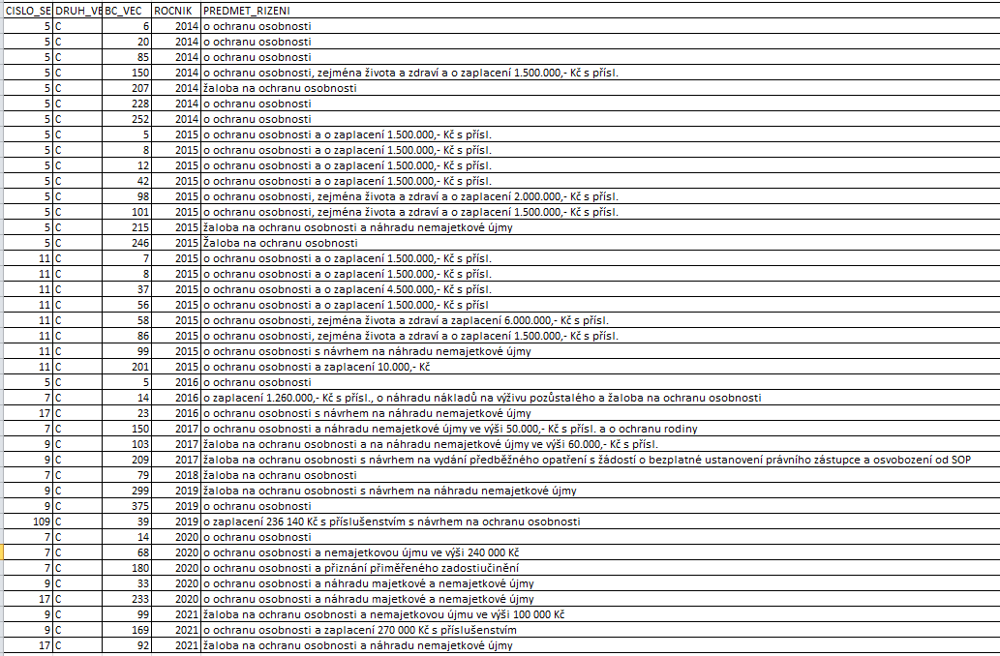 CISLO_SE DRUH_VE BC_VEC ROCNIK PREDMET_RIZENI
5 C 6 2014 o ochranu osobnosti
5 C 20 2014 o ochranu osobnosti
5 C 85 2014 o ochranu osobnosti
5 C 150 2014 o ochranu osobnosti, zejména života a zdraví a o zaplacení 1.500.000,- Kč s přísl.
5 C 207 2014 žaloba na ochranu osobnosti
5 C 228 2014 o ochranu osobnosti
5 C 252 2014 o ochranu osobnosti
5 C 5 2015 o ochranu osobnosti a o zaplacení 1.500.000,- Kč s přísl.
5 C 8 2015 o ochranu osobnosti a o zaplacení 1.500.000,- Kč s přísl.
5 C 12 2015 o ochranu osobnosti a o zaplacení 1.500.000,- Kč s přísl.
5 C 42 2015 o ochranu osobnosti a o zaplacení 1.500.000,- Kč s přísl.
5 C 98 2015 o ochranu osobnosti, zejména života a zdraví a o zaplacení 2.000.000,- Kč s přísl.
5 C 101 2015 o ochranu osobnosti, zejména života a zdraví a o zaplacení 1.500.000,- Kč s přísl.
5 C 215 2015 žaloba na ochranu osobnosti a náhradu nemajetkové újmy
5 C 246 2015 Žaloba na ochranu osobnosti
11 C 7 2015 o ochranu osobnosti a o zaplacení 1.500.000,- Kč s přísl.
11 C 8 2015 o ochranu osobnosti a o zaplacení 1.500.000,- Kč s přísl.
11 C 37 2015 o ochranu osobnosti a o zaplacení 4.500.000,- Kč s přísl.
11 C 56 2015 o ochranu osobnosti a o zaplacení 1.500.000,- Kč s přísl
11 C 58 2015 o ochranu osobnosti, zejména života a zdraví a zaplacení 6.000.000,- Kč s přísl.
11 C 86 2015 o ochranu osobnosti, zejména života a zdraví a o zaplacení 1.500.000,- Kč s přísl.
11 C 99 2015 o ochranu osobnosti s návrhem na náhradu nemajetkové újmy
11 C 201 2015 o ochranu osobnosti a zaplacení 10.000,- Kč
5 C 5 2016 o ochranu osobnosti
7 C 14 2016 o zaplacení 1.260.000,- Kč s přísl., o náhradu nákladů na výživu pozůstalého a žaloba na ochranu osobnosti
17 C 23 2016 o ochranu osobnosti s návrhem na náhradu nemajetkové újmy
7 C 150 2017 o ochranu osobnosti a náhradu nemajetkové újmy ve výši 50.000,- Kč s přísl. a o ochranu rodiny
9 C 103 2017 žaloba na ochranu osobnosti a na náhradu nemajetkové újmy ve výši 60.000,- Kč s přísl.
9 C 209 2017 žaloba na ochranu osobnosti s návrhem na vydání předběžného opatření s žádostí o bezplatné ustanovení právního zástupce a osvobození od SOP
7 C 79 2018 žaloba na ochranu osobnosti
9 C 299 2019 žaloba na ochranu osobnosti s návrhem na náhradu nemajetkové újmy
9 C 375 2019 o ochranu osobnosti
109 C 39 2019 o zaplacení 236 140 Kč s příslušenstvím s návrhem na ochranu osobnosti
7 C 14 2020 o ochranu osobnosti
7 C 68 2020 o ochranu osobnosti a nemajetkovou újmu ve výši 240 000 Kč
7 C 180 2020 o ochranu osobnosti a přiznání přiměřeného zadostiučinění
9 C 33 2020 o ochranu osobnosti a náhradu majetkové a nemajetkové újmy
17 C 233 2020 o ochranu osobnosti a náhradu majetkové a nemajetkové újmy
9 C 99 2021 žaloba na ochranu osobnosti a nemajetkovou újmu ve výši 100 000 Kč
9 C 169 2021 o ochranu osobnosti a zaplacení 270 000 Kč s příslušenstvím
17 C 92 2021 žaloba na ochranu osobnosti a náhradu nemajetkové újmy